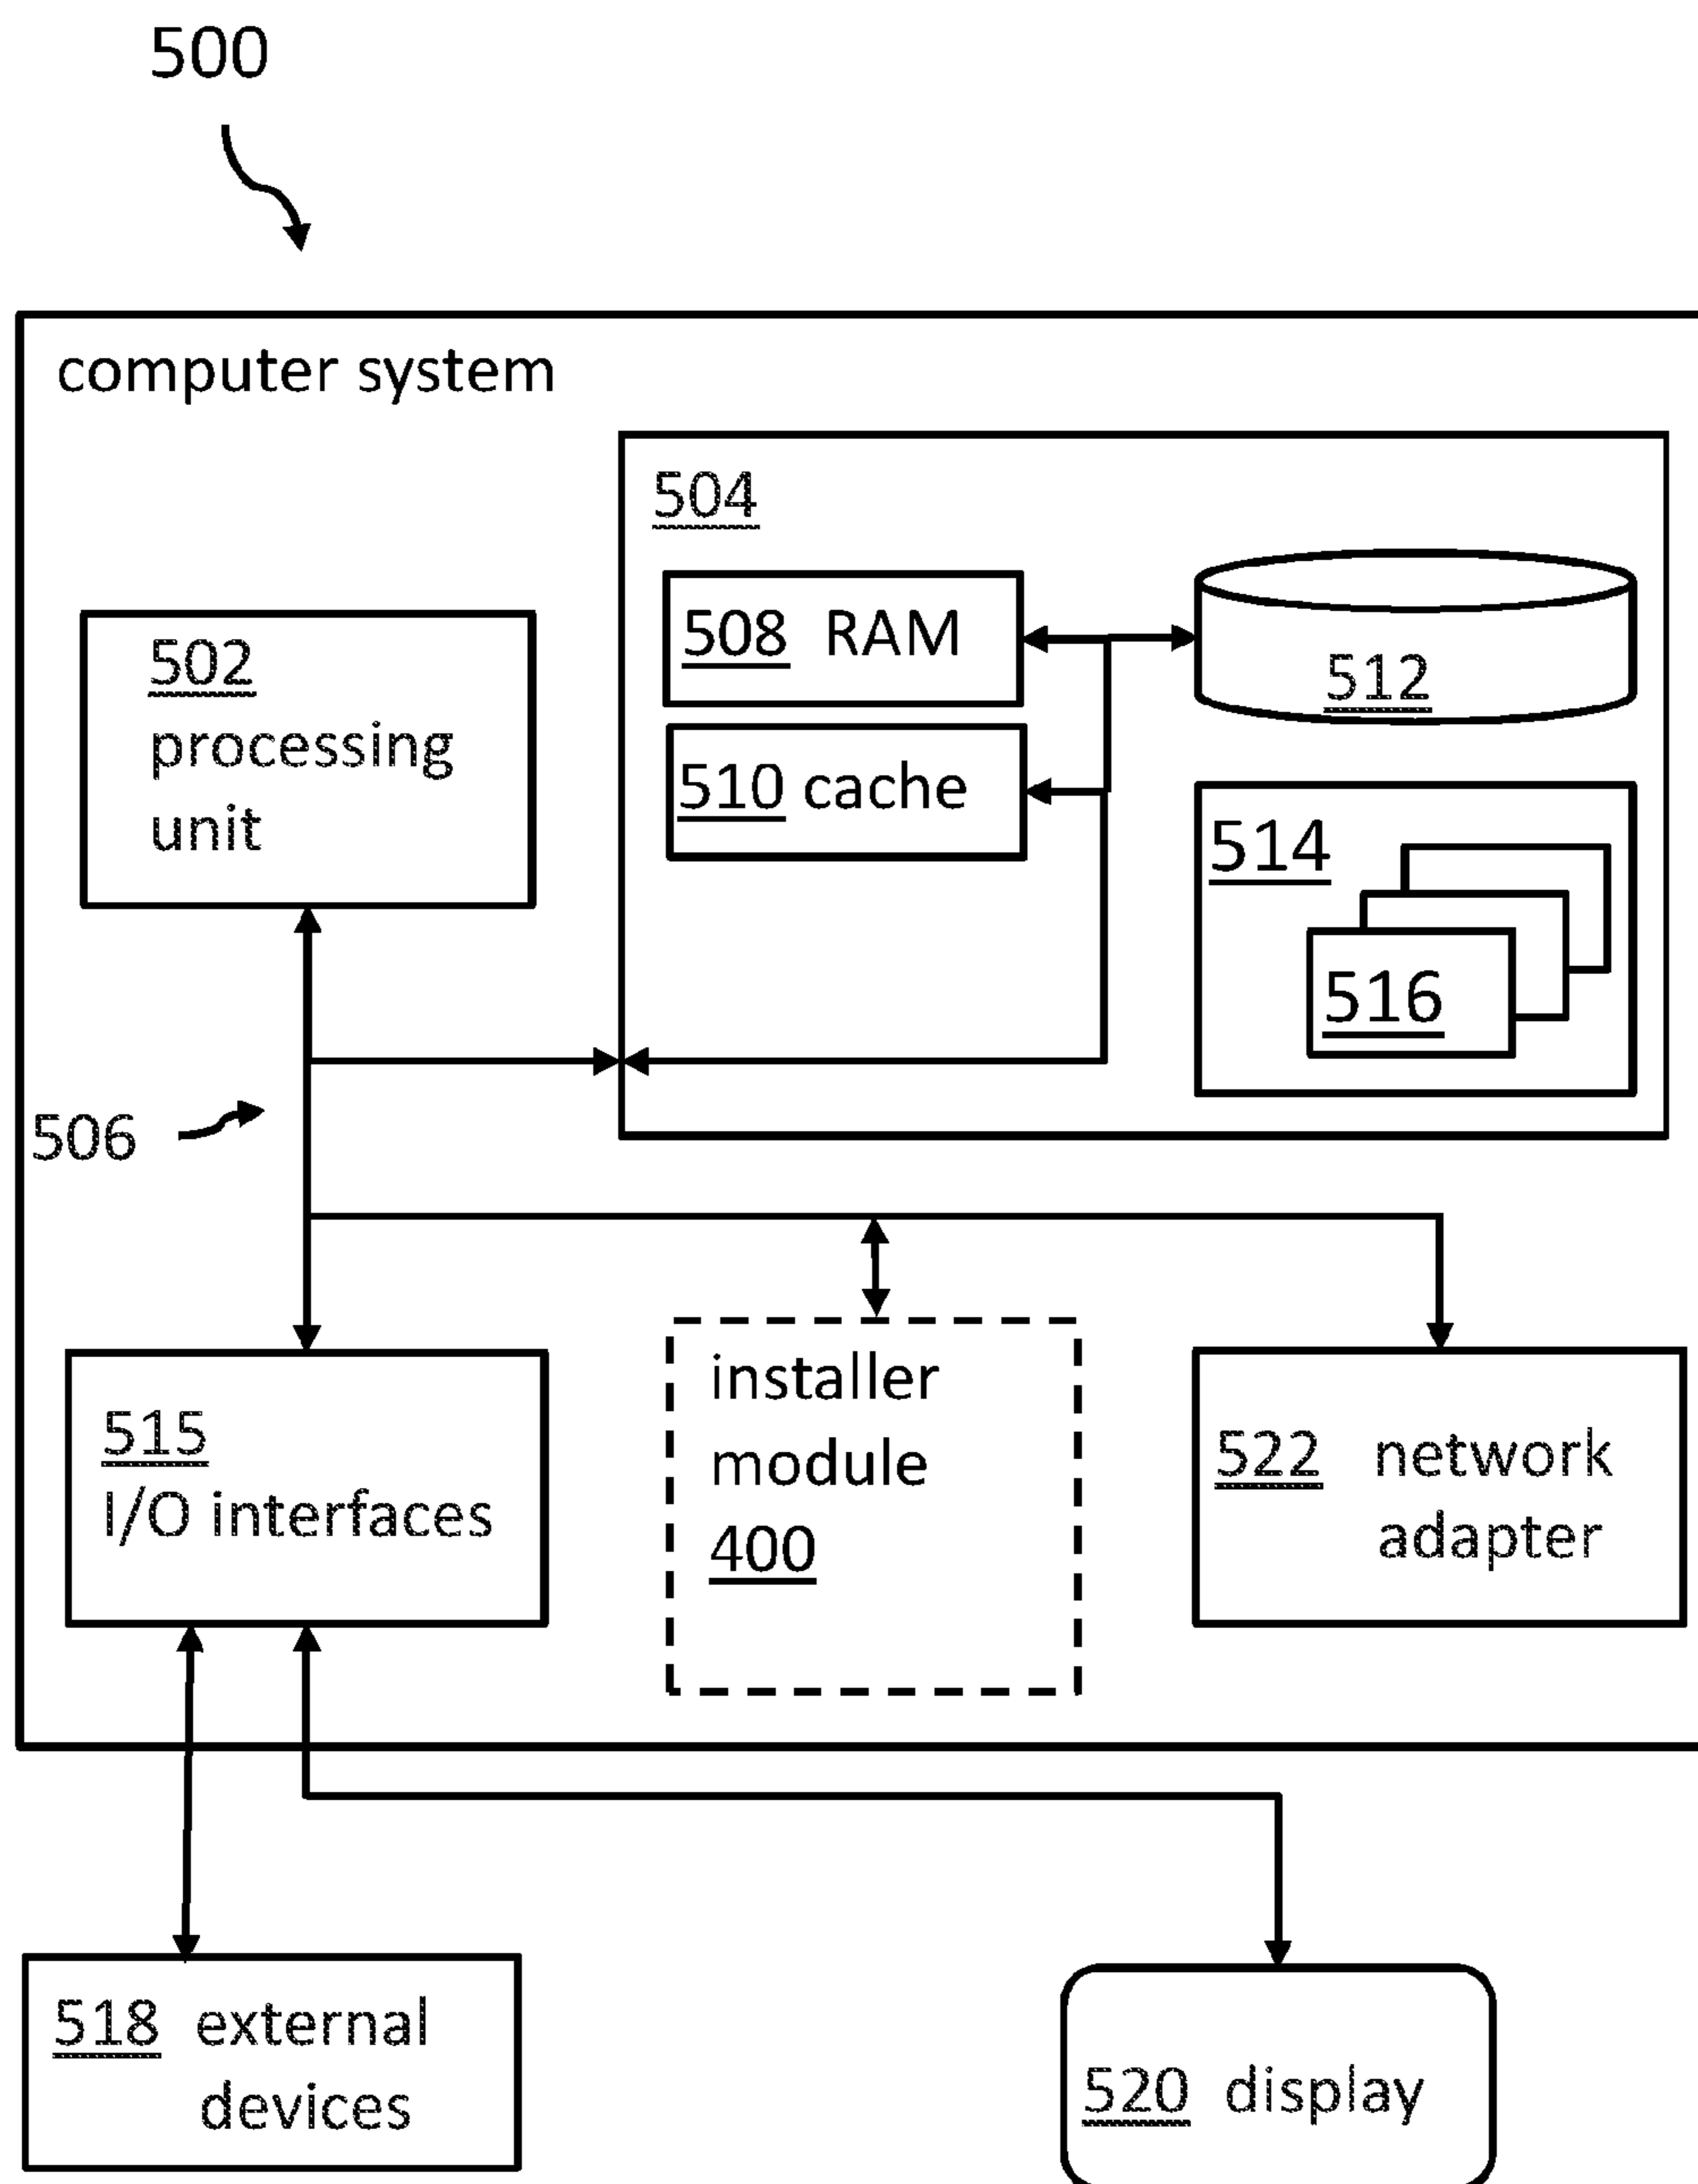 500
computer system
504
508 RAM
512
502
processing
unit
510 cache
514
516
506
515
I/O interfaces
installer
module
400
522 network
adapter
518 external
devices
520 display